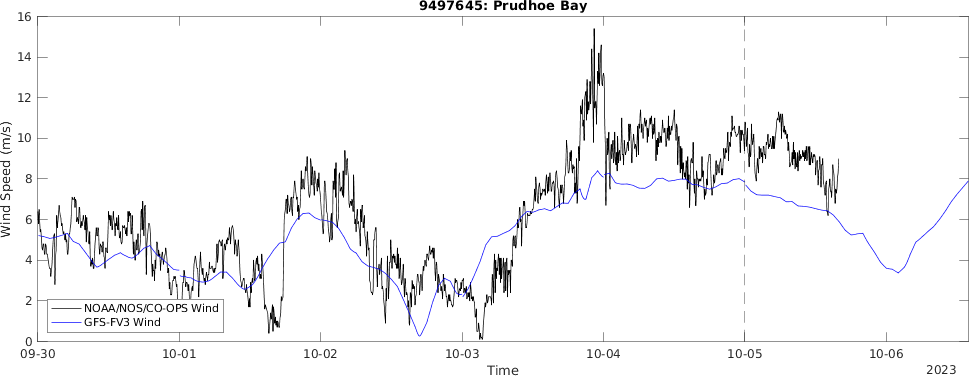 9497645: Prudhoe Bay
Wind Speed (m/s)
16
14
12
10
8
6
4
2
0
NOAA/NOS/CO-OPS Wind
GFS-FV3 Wind
09-30 10-01 10-02 10-03 10-04 10-05 10-06
Time
2023